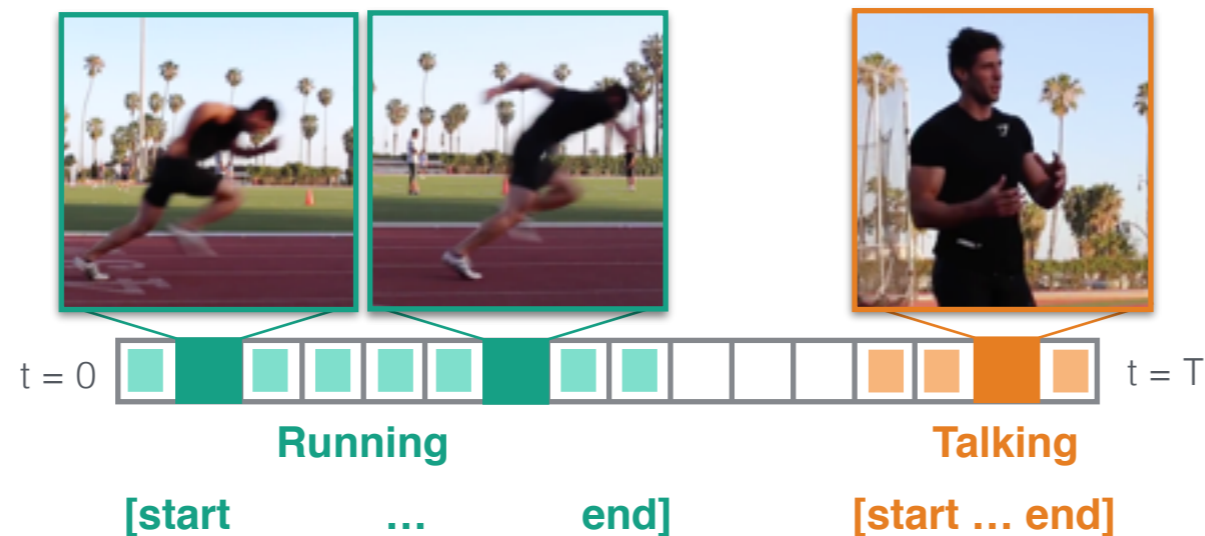 t = 0
t = T
Running
Talking
[start … end]
[start … end]